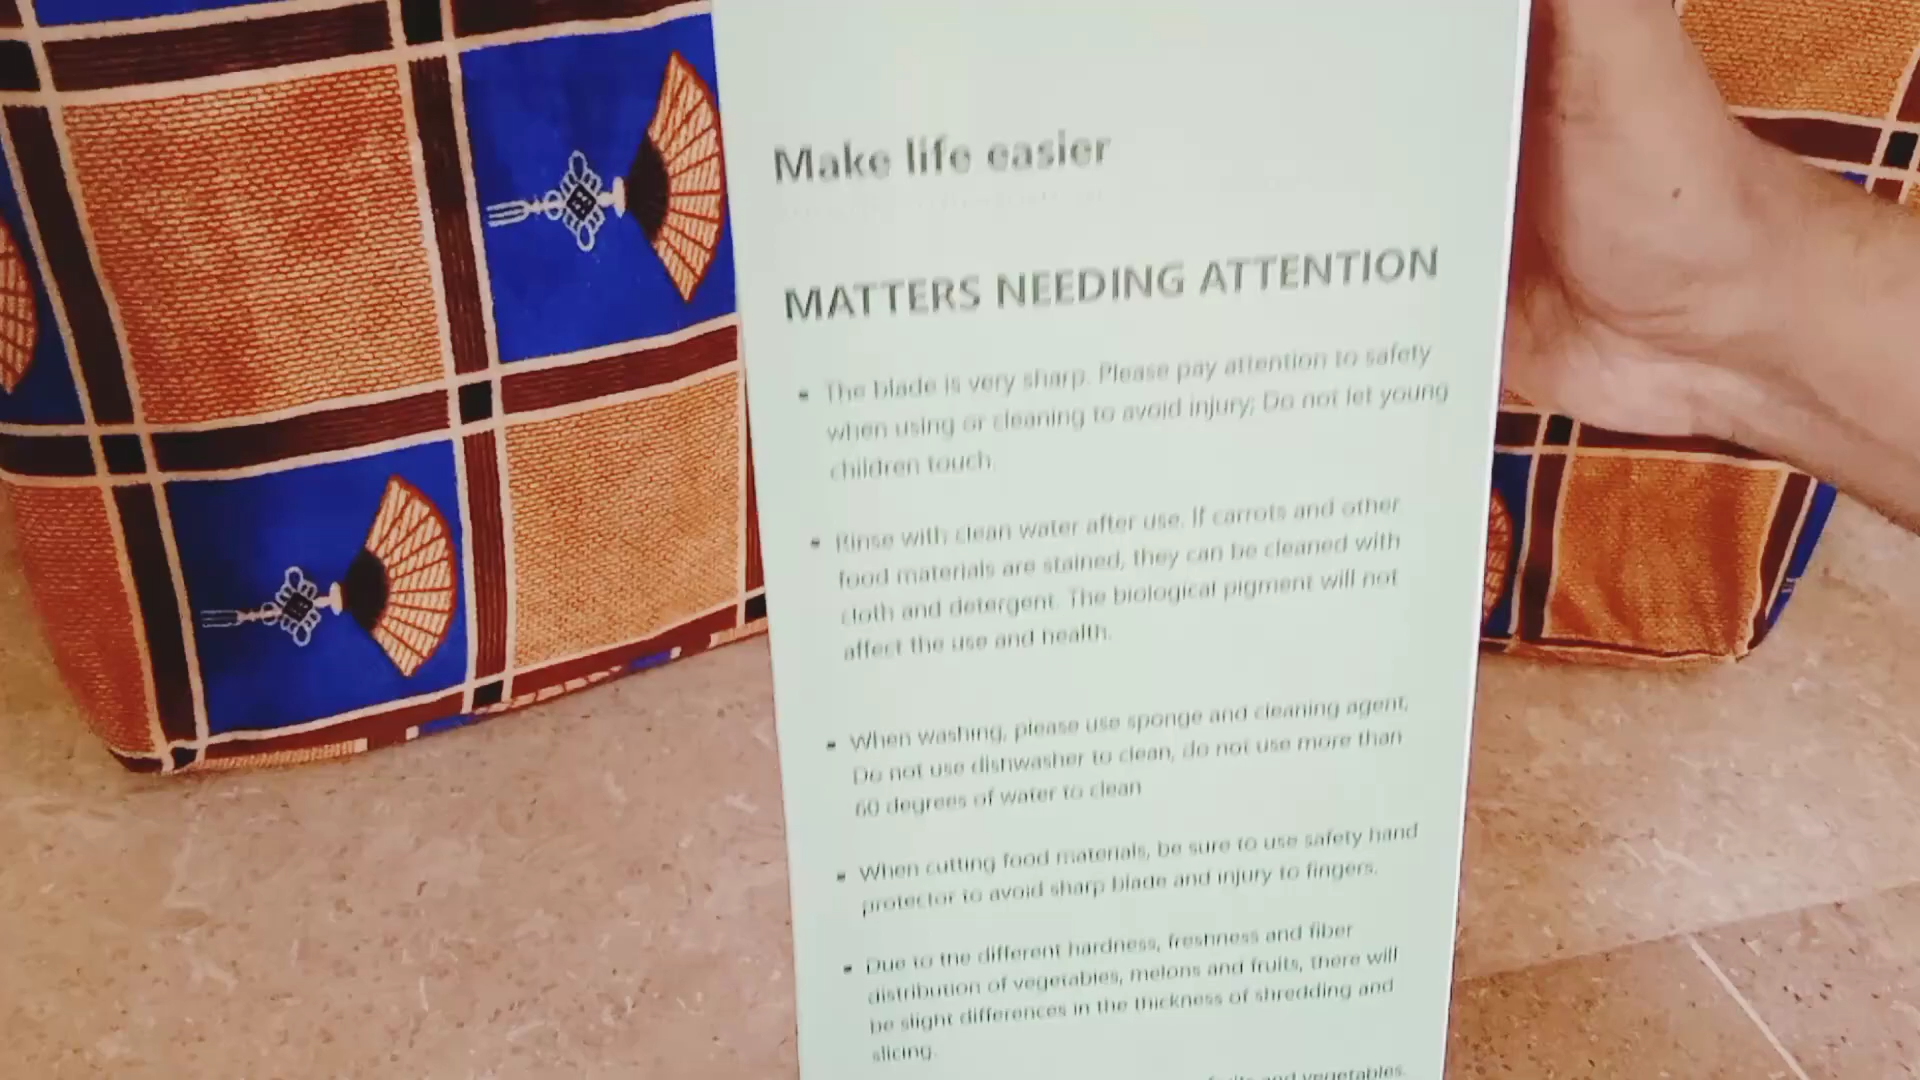 Make life easier
MATTERS NEEDING ATTENTION
▪ The blade is very sharp. Please pay attention to safety
when using or cleaning to avoid injury; Do not let young
children touch.
▪ Rinse with clean water after use. If carrots and other
food materials are stained, they can be cleaned with
cloth and detergent. The biological pigment will not
affect the use and health.
▪ When washing, please use sponge and cleaning agent,
Do not use dishwasher to clean, do not use more than
60 degrees of water to clean
▪ When cutting food materials, be sure to use safety hand
protector to avoid sharp blade and injury to fingers.
▪ Due to the different hardness, freshness and fiber
distribution of vegetables, melons and fruits, there will
be slight differences in the thickness of shredding and
slicing.
and vegetables.